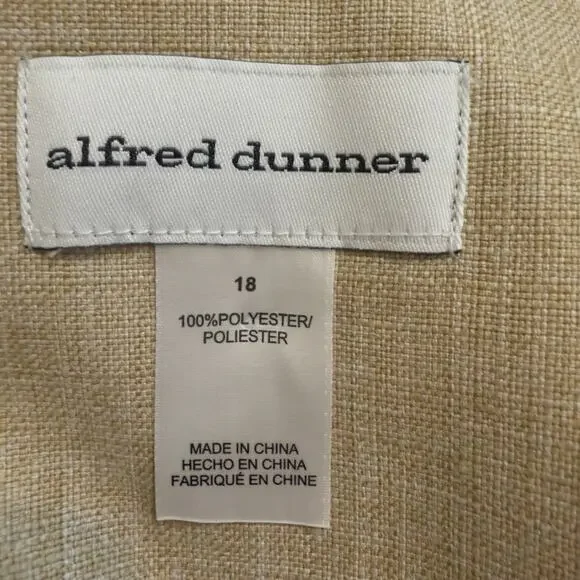 alfred dunner
18
100%POLYESTER/
POLIESTER
MADE IN CHINA
HECHO EN CHINA
FABRIQUÉ EN CHINE